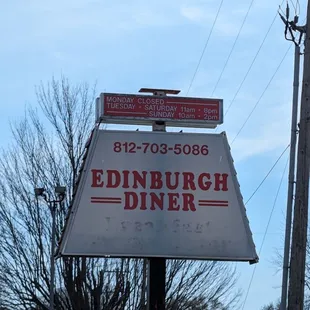 MONDAY CLOSED
TUESDAY - SATURDAY 11am - 8pm
SUNDAY 10am - 2pm
812-703-5086
EDINBURGH
DINER